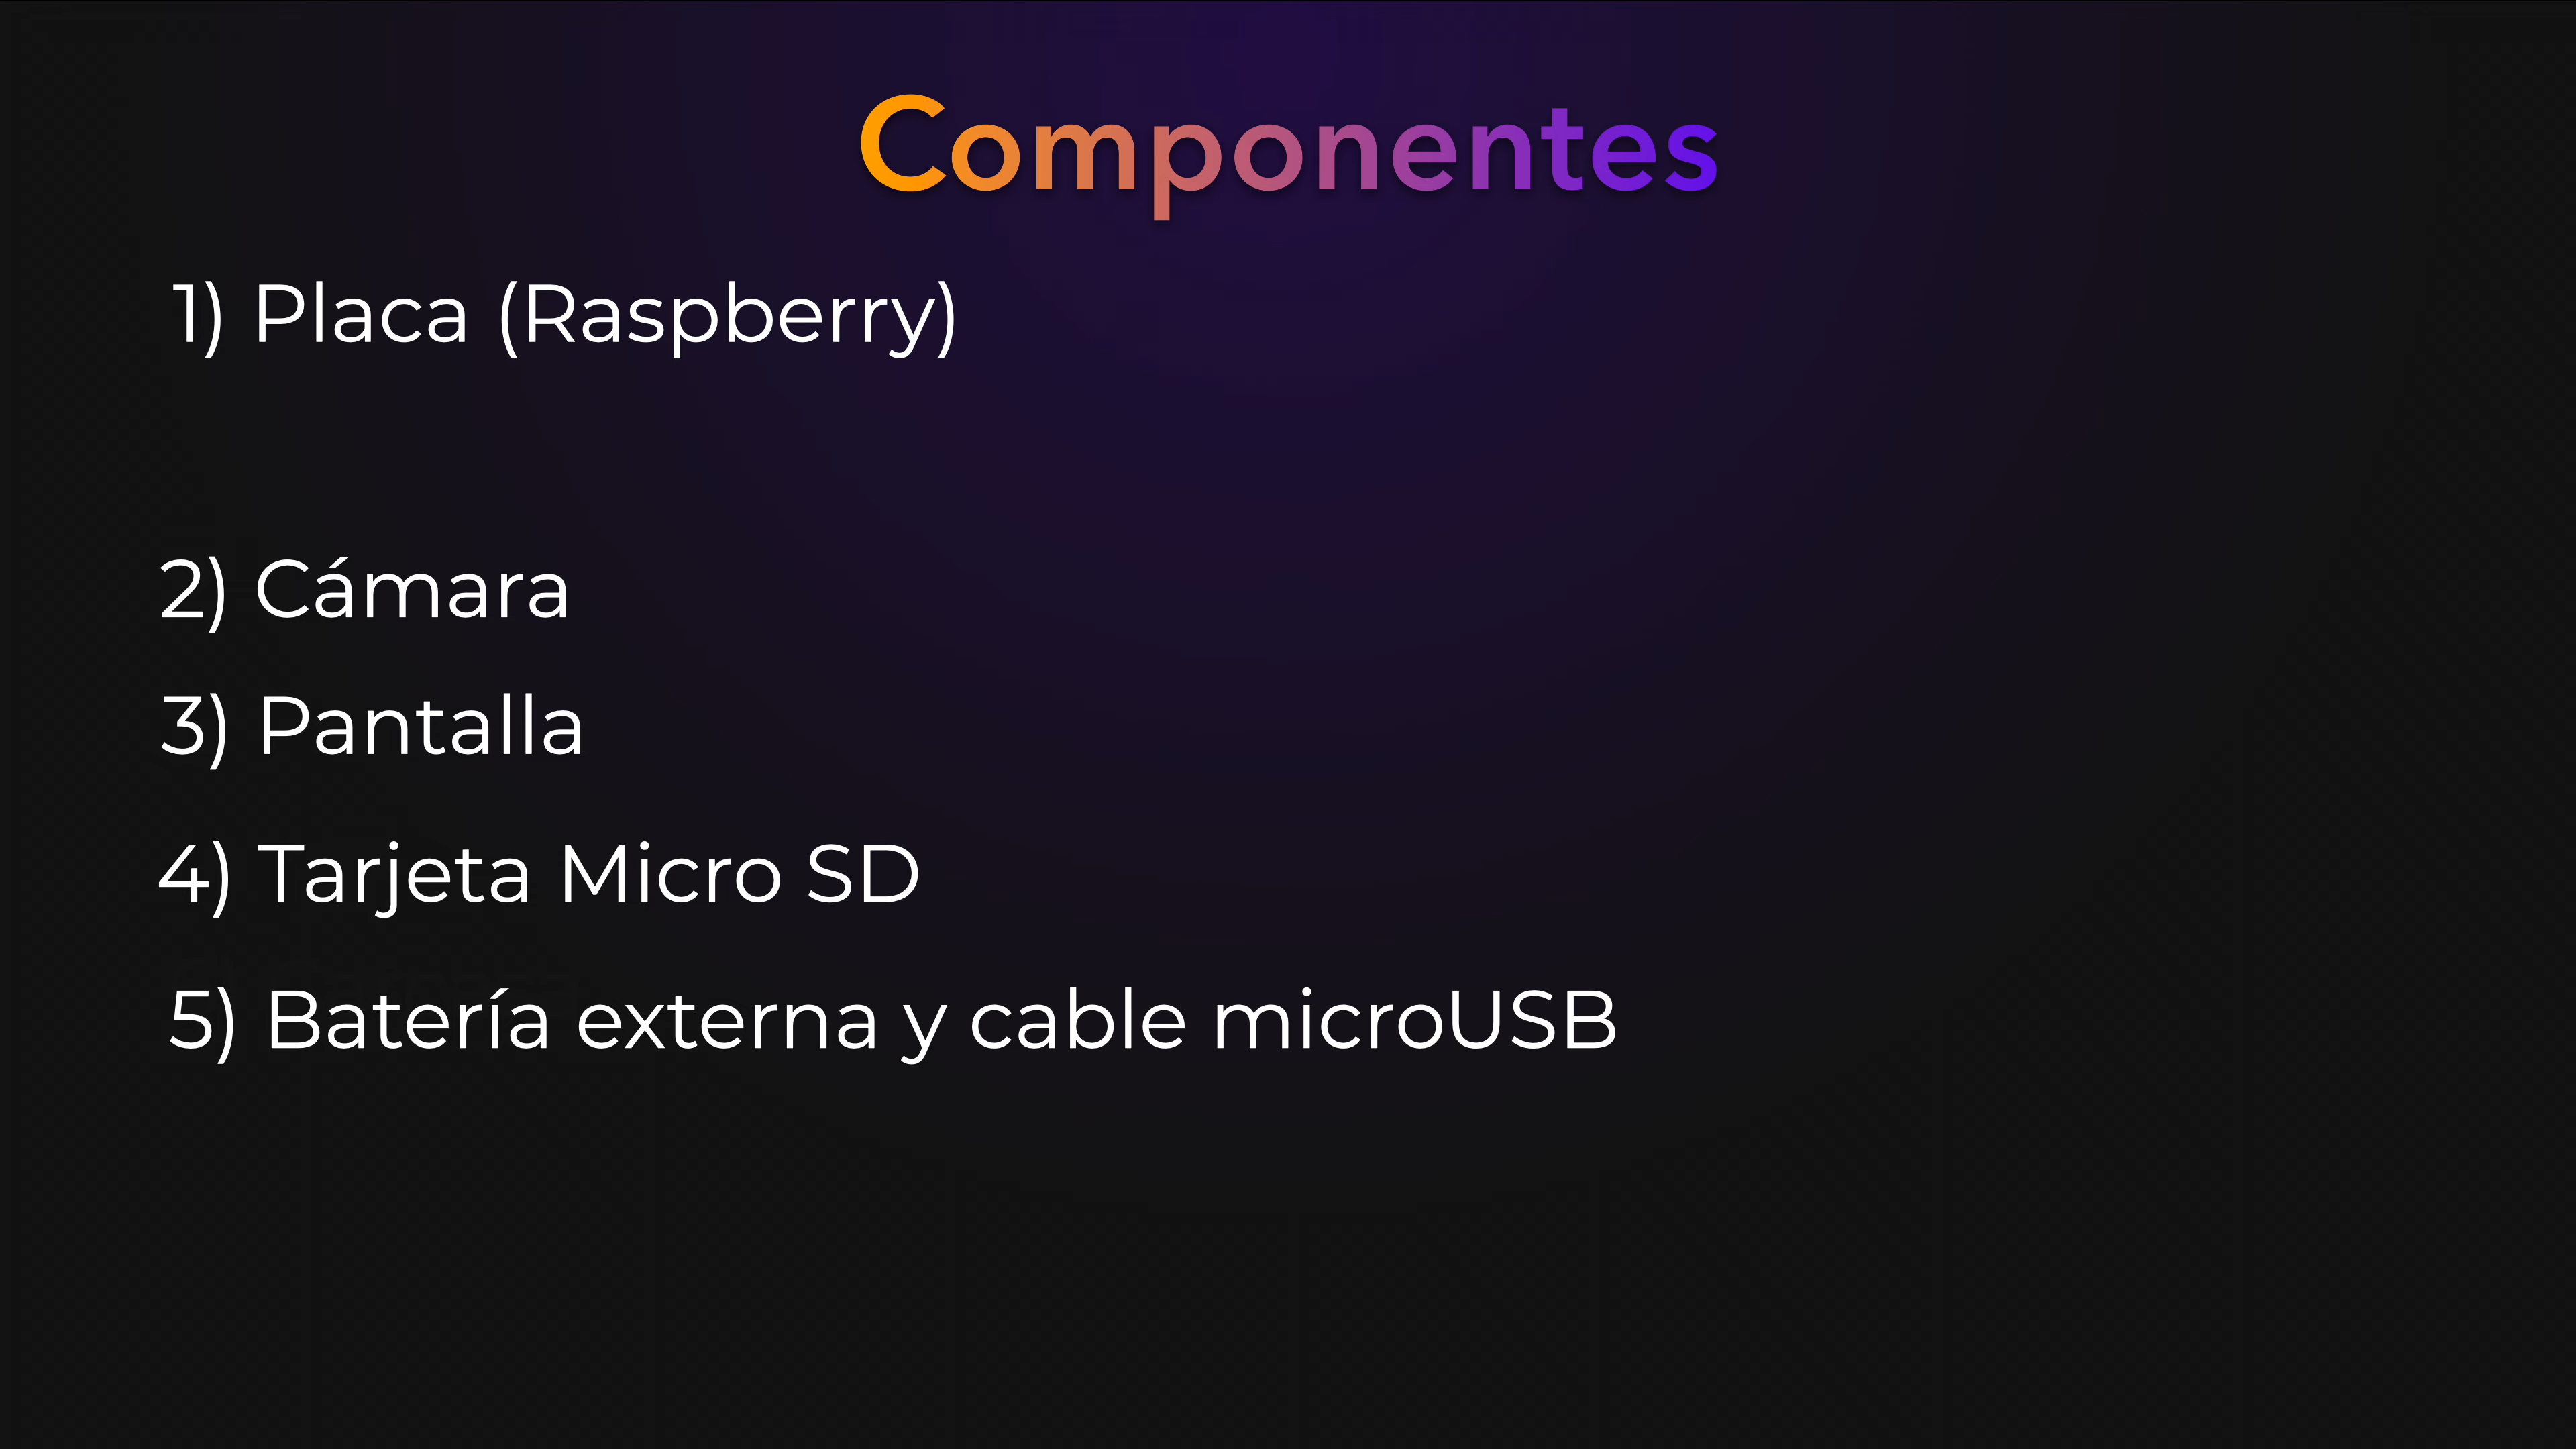 Componentes
1) Placa (Raspberry)
2) Cámara
3) Pantalla
4) Tarjeta Micro SD
5) Batería externa y cable microUSB